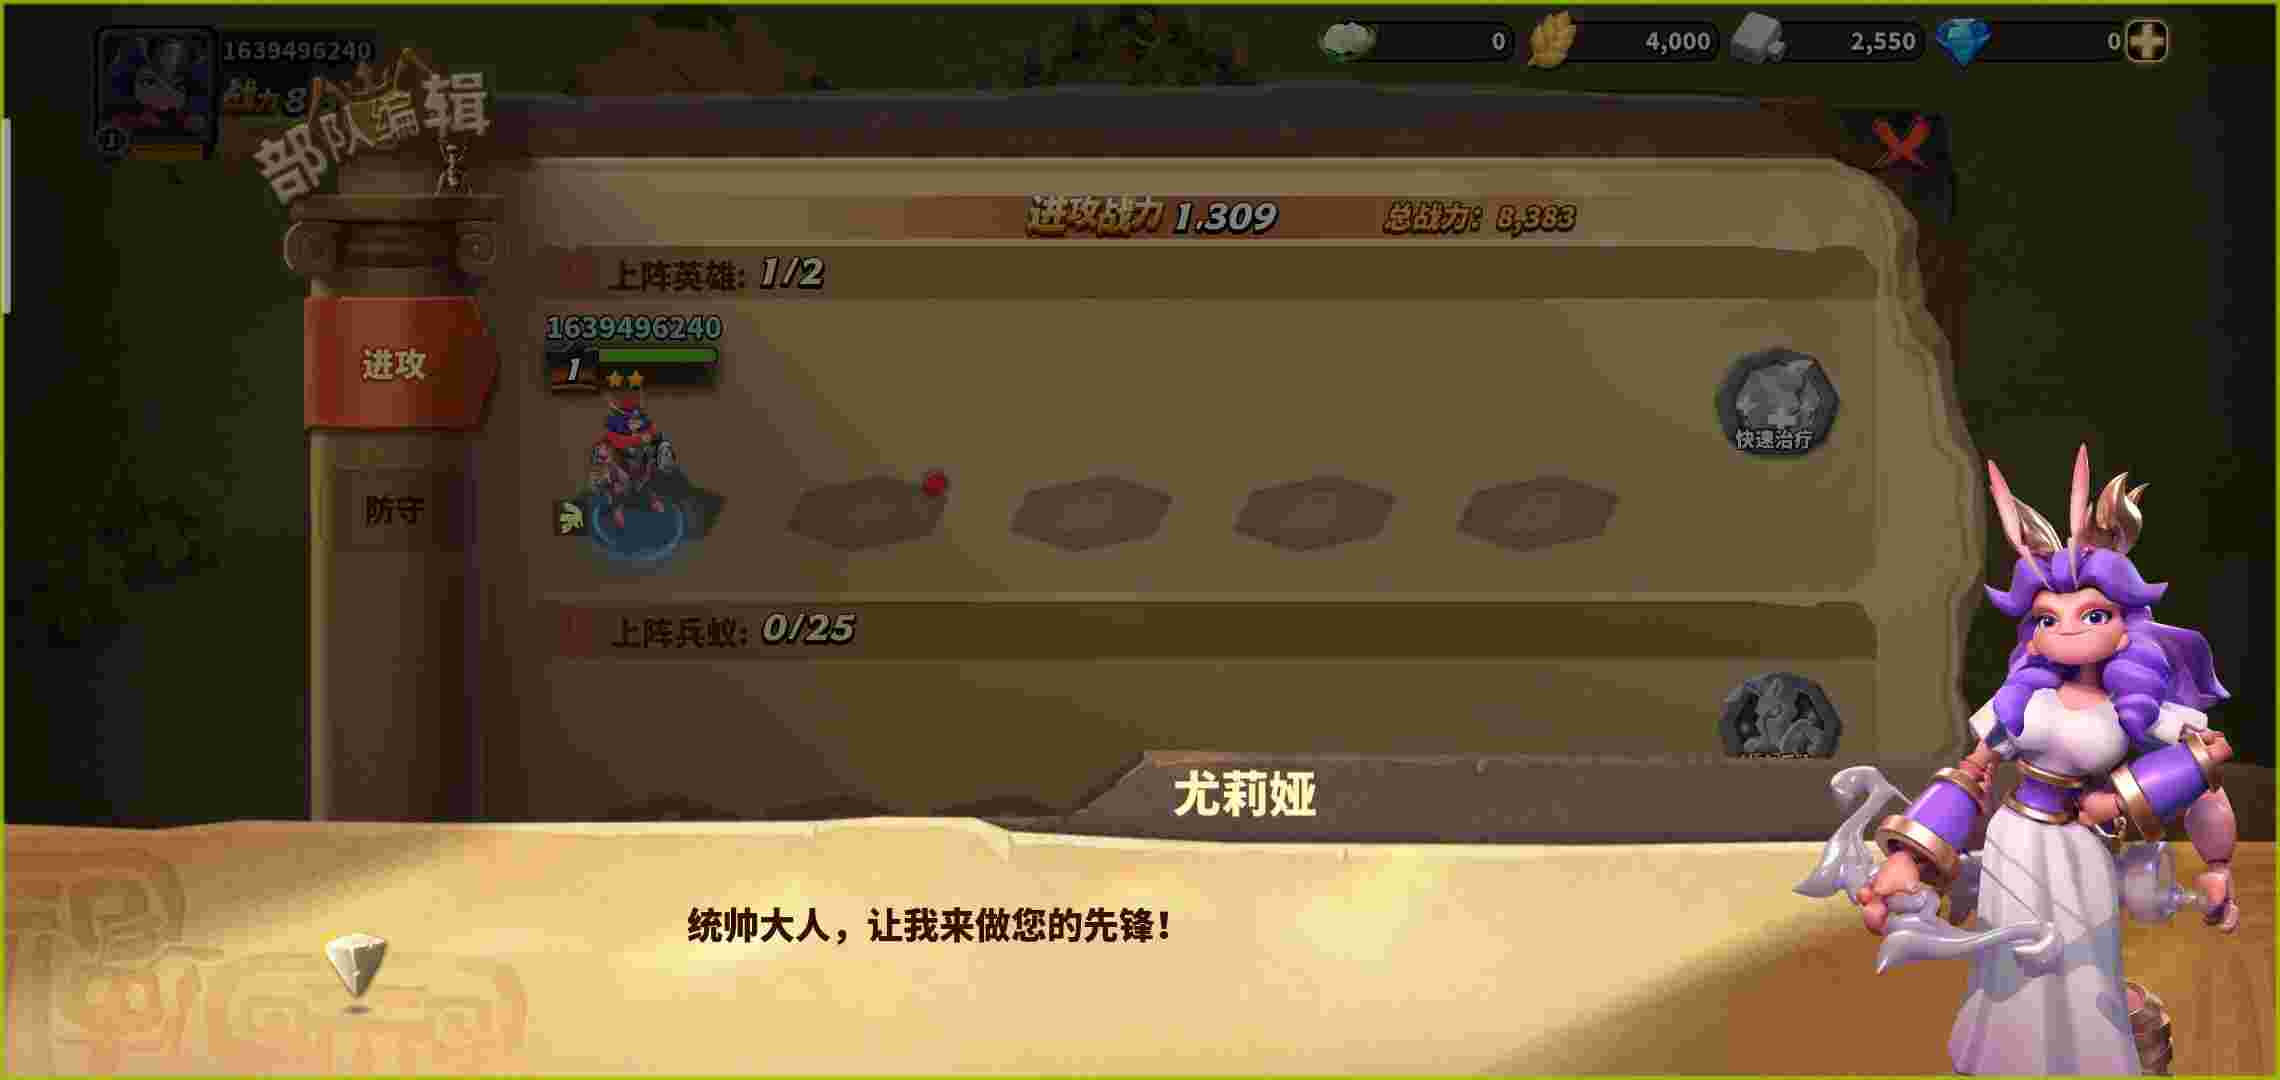 1639496240
战力 8
0
4,000
2,550
0
部队编辑
进攻战力 1,309
总战力: 8,383
上阵英雄: 1/2
1639496240
1
进攻
快速治疗
防守
上阵兵蚁: 0/25
尤莉娅
统帅大人，让我来做您的先锋！